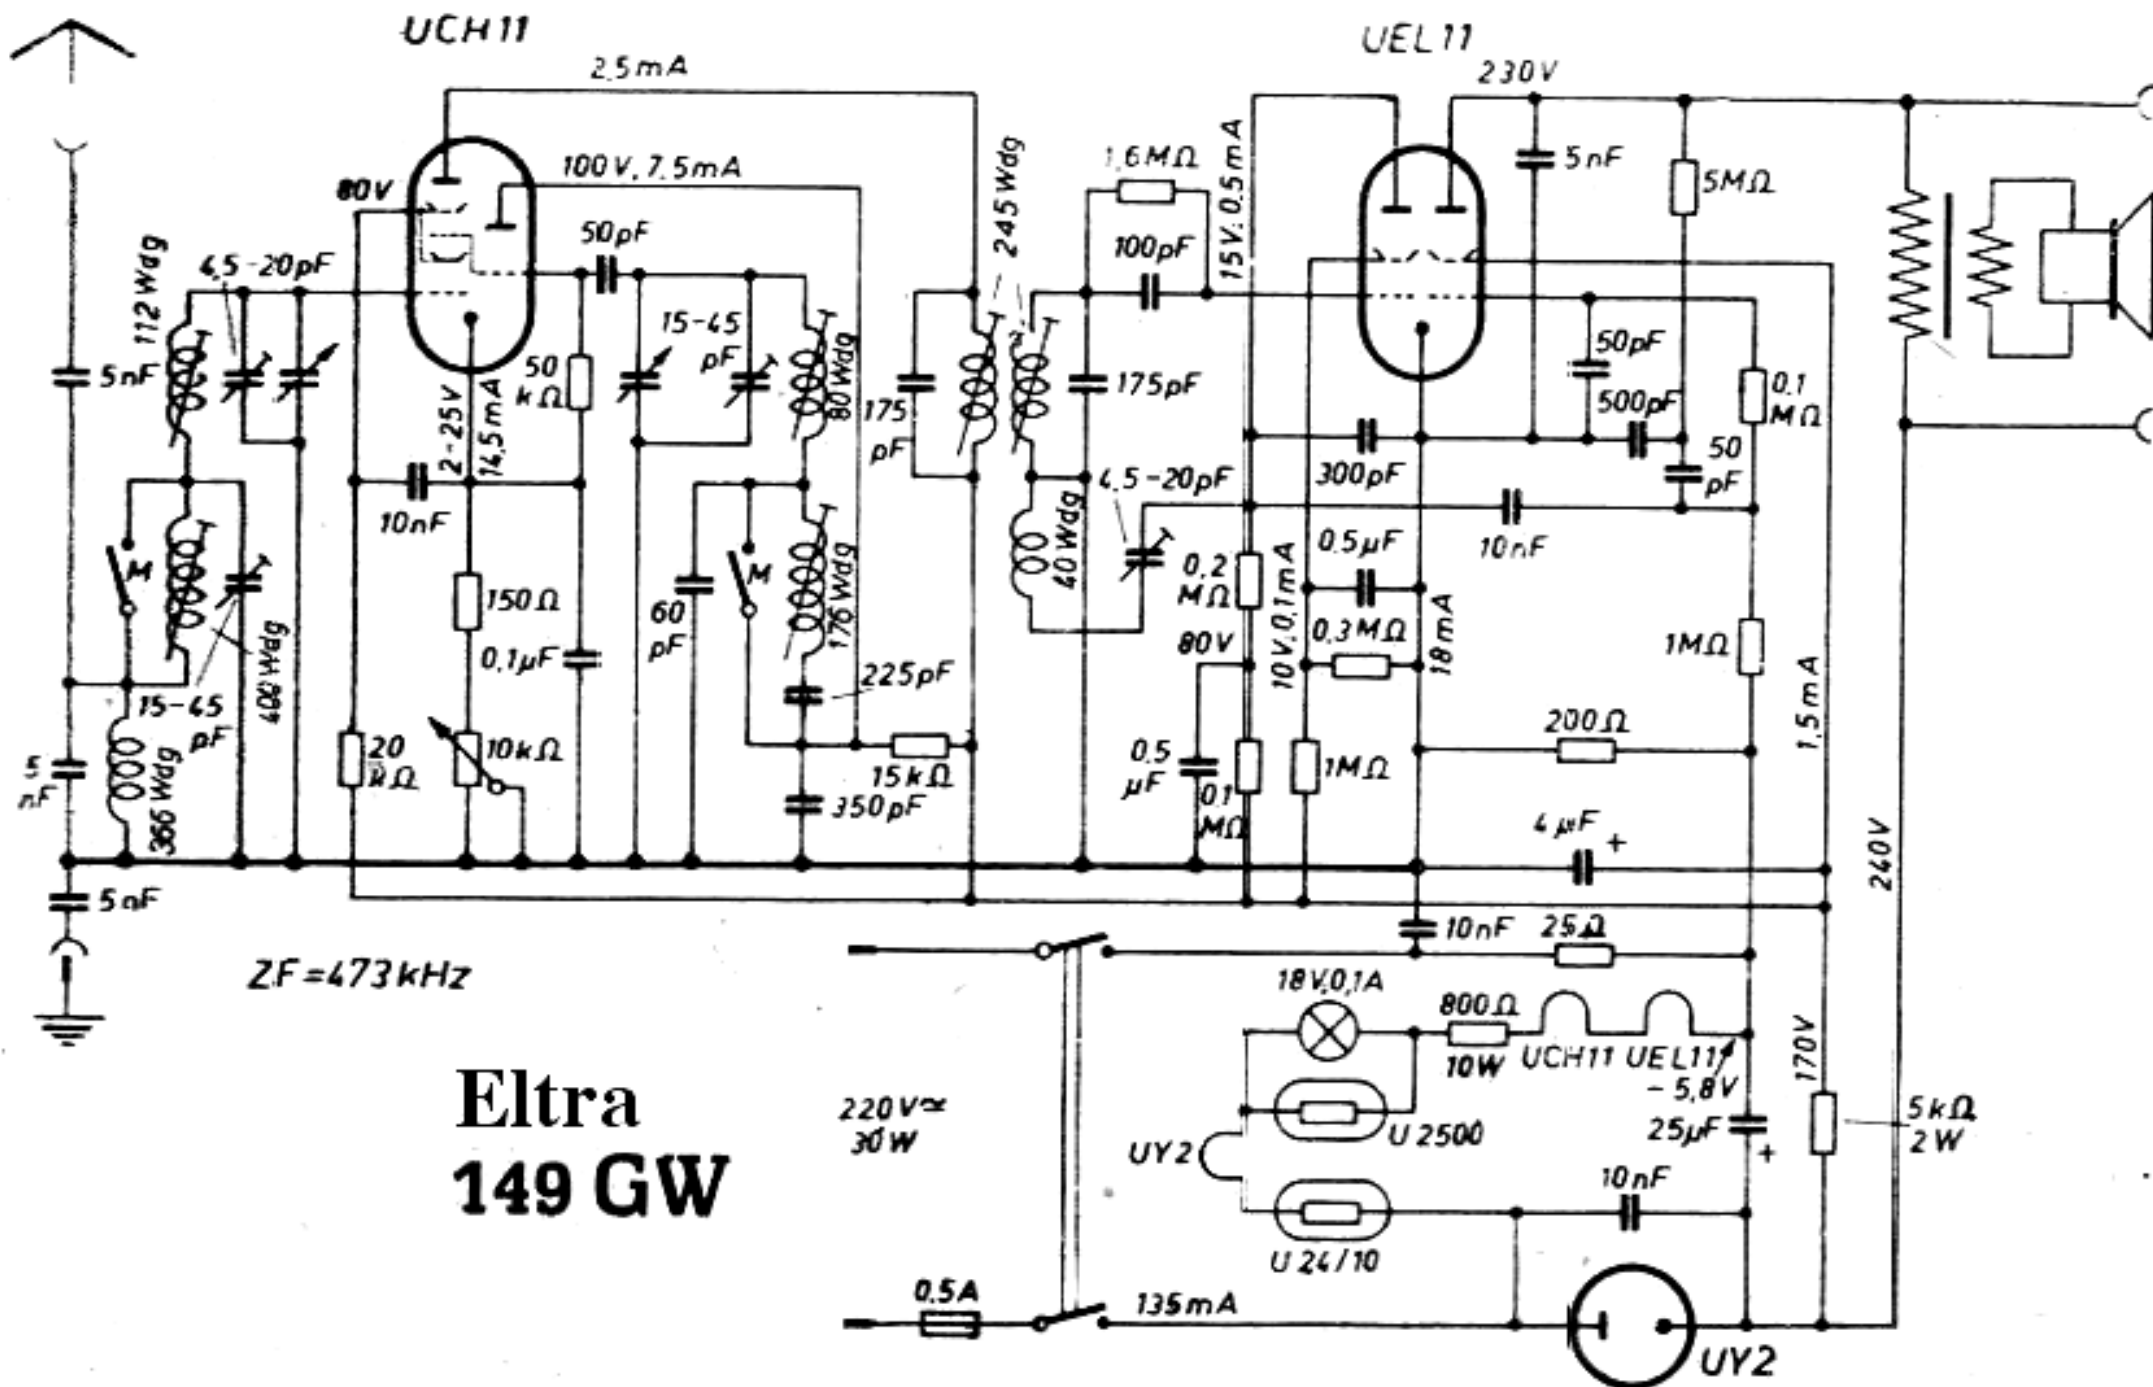 UCH11
UEL11
2,5mA
230V
100V, 7,5mA
80V
50pF
4,5-20pF
112Wdg
15-45
pF
80Wdg
245Wdg
1,6MΩ
100pF
15V, 0,5mA
5nF
5MΩ
5nF
50
kΩ
2-25V
14,5mA
175
pF
175pF
50pF
500pF
0,1
MΩ
300pF
50
pF
10nF
4,5-20pF
10nF
M
M
40Wdg
0,2
MΩ
0,5µF
10V, 0,1mA
0,3MΩ
18mA
150Ω
0,1µF
60
pF
176Wdg
80V
1MΩ
225pF
15-45
pF
400Wdg
366Wdg
nF
20
kΩ
10kΩ
15kΩ
350pF
0,5
µF
0,1
MΩ
1MΩ
200Ω
1,5mA
4µF
+
240V
5nF
10nF
25Ω
ZF=473kHz
18V,0,1A
800Ω
10W
UCH11
UEL11
-5,8V
170V
Eltra
149 GW
220V≃
30W
U2500
UY2
25µF
+
5kΩ
2W
10nF
U24/10
0,5A
135mA
UY2